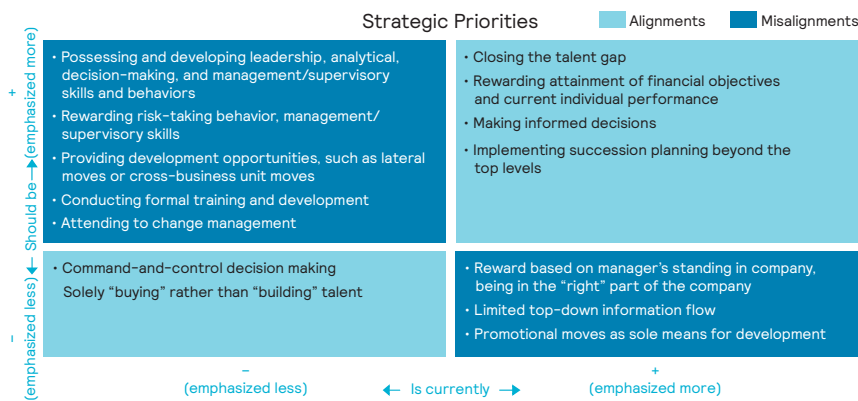 Strategic Priorities
Alignments
Misalignments
• Possessing and developing leadership, analytical,
decision-making, and management/supervisory
skills and behaviors
• Rewarding risk-taking behavior, management/
supervisory skills
• Providing development opportunities, such as lateral
moves or cross-business unit moves
• Conducting formal training and development
• Attending to change management
• Closing the talent gap
• Rewarding attainment of financial objectives
and current individual performance
• Making informed decisions
• Implementing succession planning beyond the
top levels
• Command-and-control decision making
Solely “buying” rather than “building” talent
• Reward based on manager’s standing in company,
being in the “right” part of the company
• Limited top-down information flow
• Promotional moves as sole means for development
+
(emphasized more)
← Should be →
–
(emphasized less)
–
(emphasized less)
← Is currently →
+
(emphasized more)